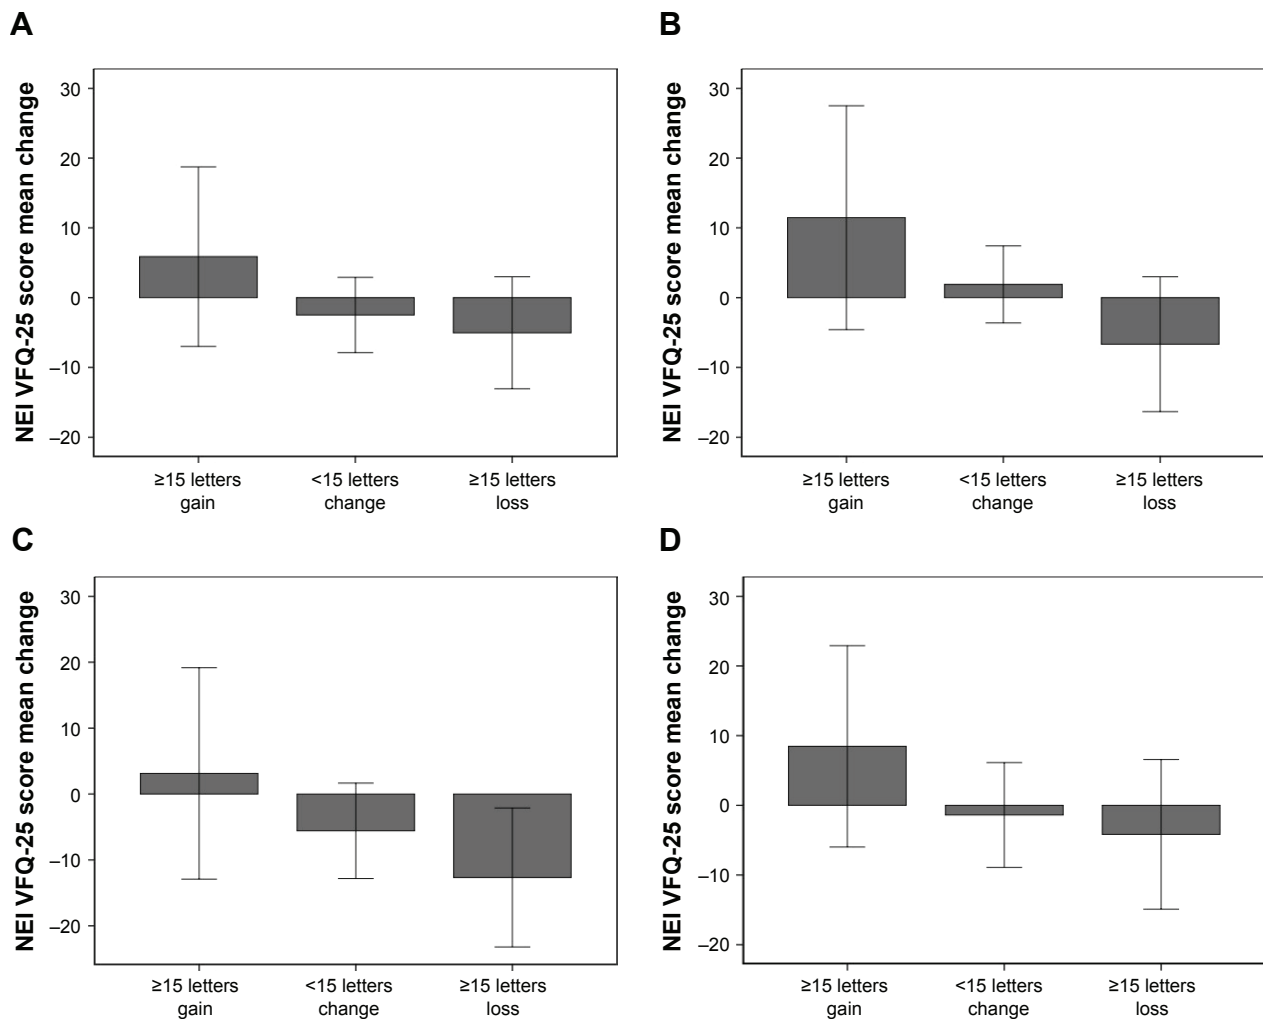 A
NEI VFQ-25 score mean change
30
20
10
0
–10
–20
≥15 letters
gain
<15 letters
change
≥15 letters
loss
B
NEI VFQ-25 score mean change
30
20
10
0
–10
–20
≥15 letters
gain
<15 letters
change
≥15 letters
loss
C
NEI VFQ-25 score mean change
30
20
10
0
–10
–20
≥15 letters
gain
<15 letters
change
≥15 letters
loss
D
NEI VFQ-25 score mean change
30
20
10
0
–10
–20
≥15 letters
gain
<15 letters
change
≥15 letters
loss